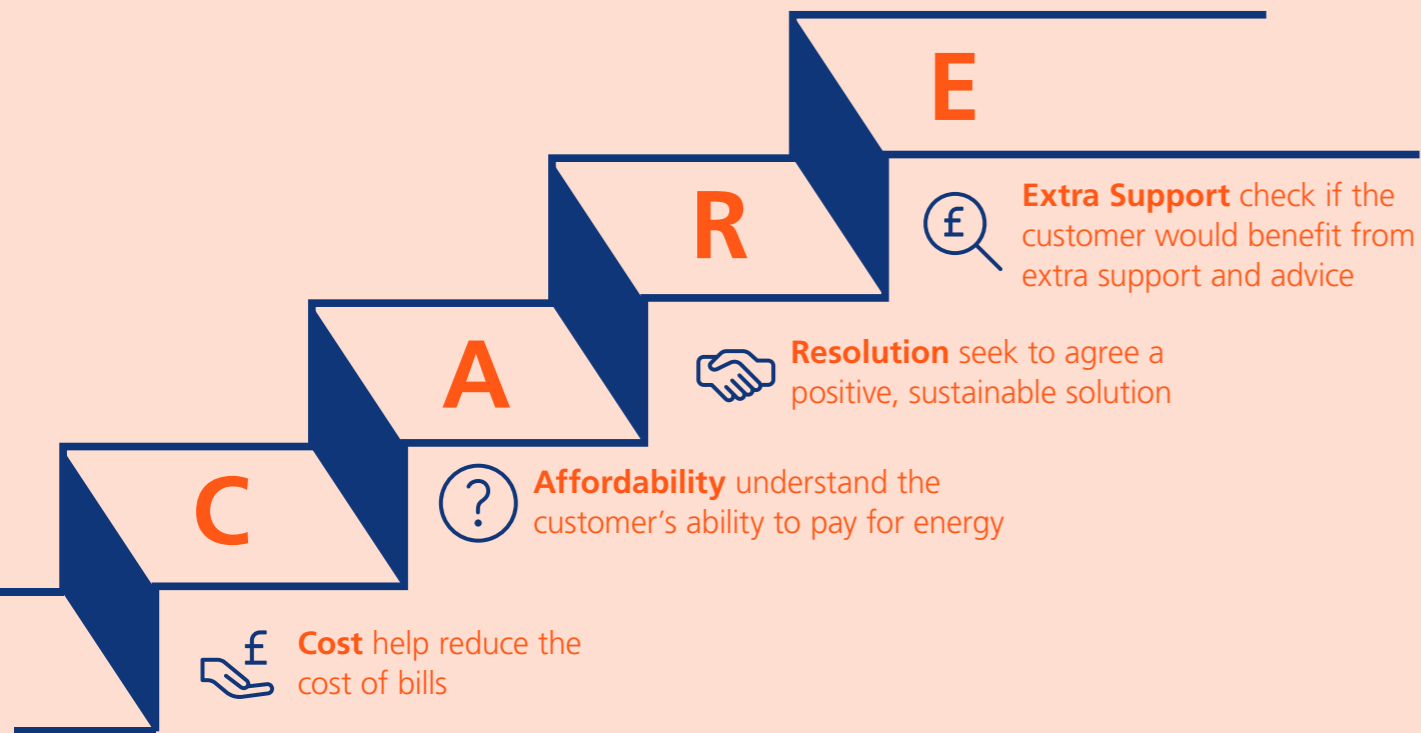 E
R
A
C
Extra Support check if the
customer would benefit from
extra support and advice
£
Resolution seek to agree a
positive, sustainable solution
?
Affordability understand the
customer’s ability to pay for energy
£
Cost help reduce the
cost of bills